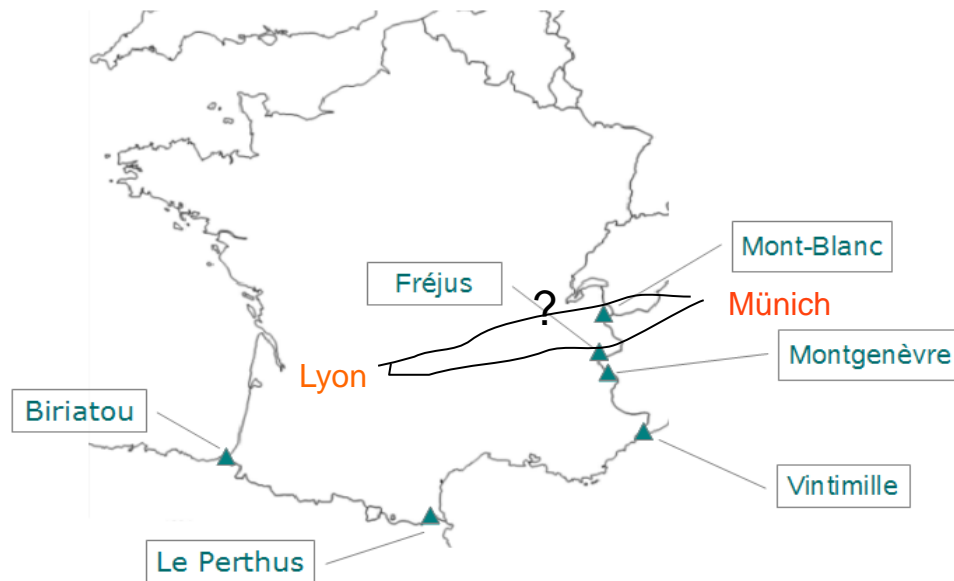 Mont-Blanc
Fréjus
?
Münich
Lyon
Montgenèvre
Biriatou
Vintimille
Le Perthus